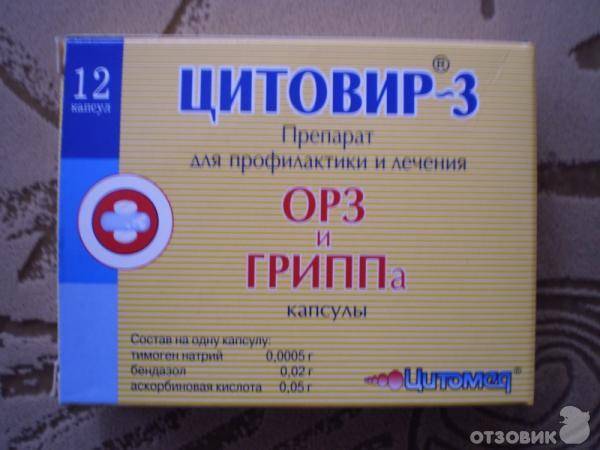 12
капсул
ЦИТОВИР®-3
Препарат
для профилактики и лечения
ОРЗ
и
ГРИППа
капсулы
Состав на одну капсулу:
тимоген натрий 0,0005 г
бендазол 0,02 г
аскорбиновая кислота 0,05 г
Цитомед®
ОТЗОВИК